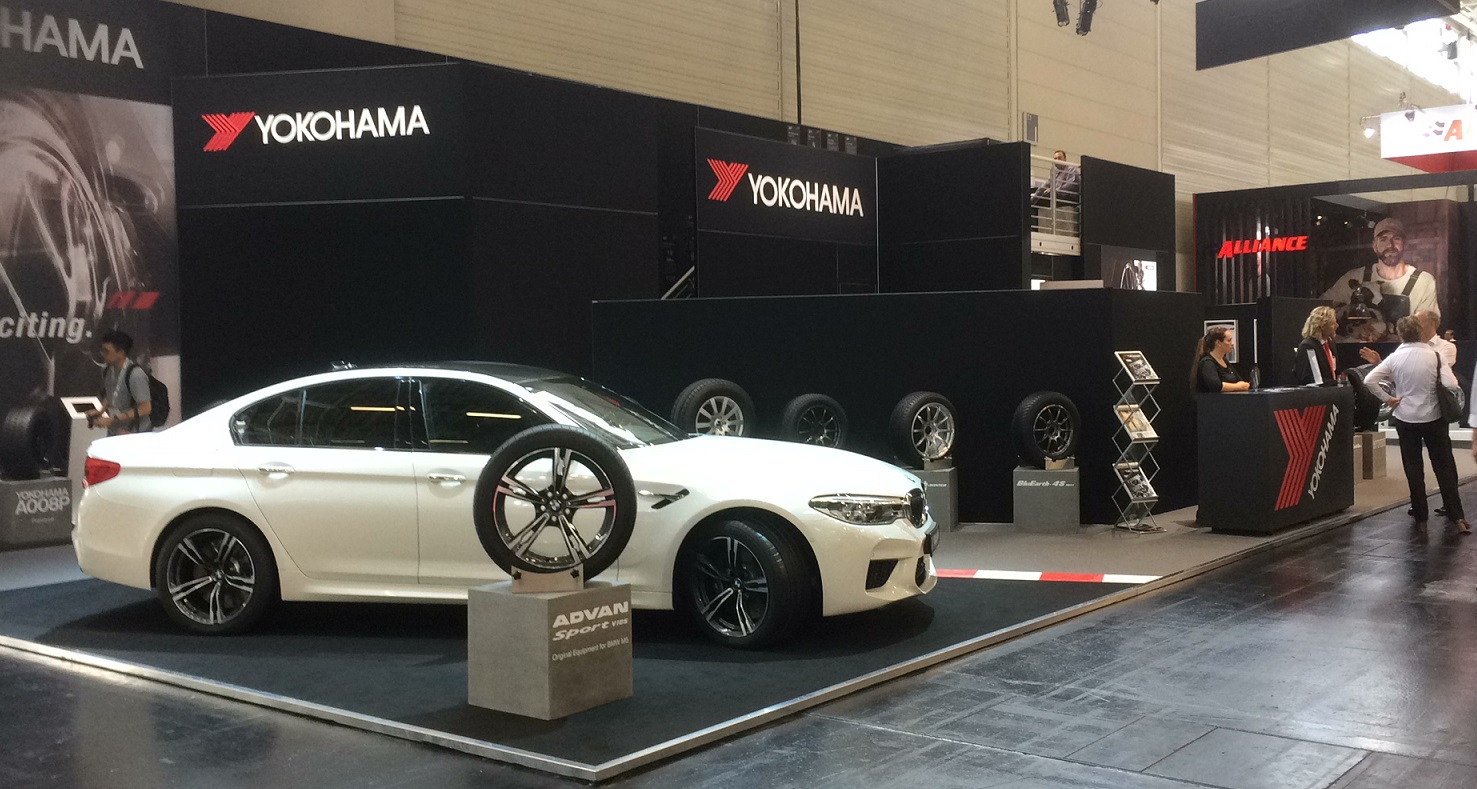 HAMA
YOKOHAMA
YOKOHAMA
ALLIANCE
A
citing.
YOKOHAMA
A008P
BluEarth-4S
YOKOHAMA
ADVAN
Sport V105
Original Equipment for BMW M5